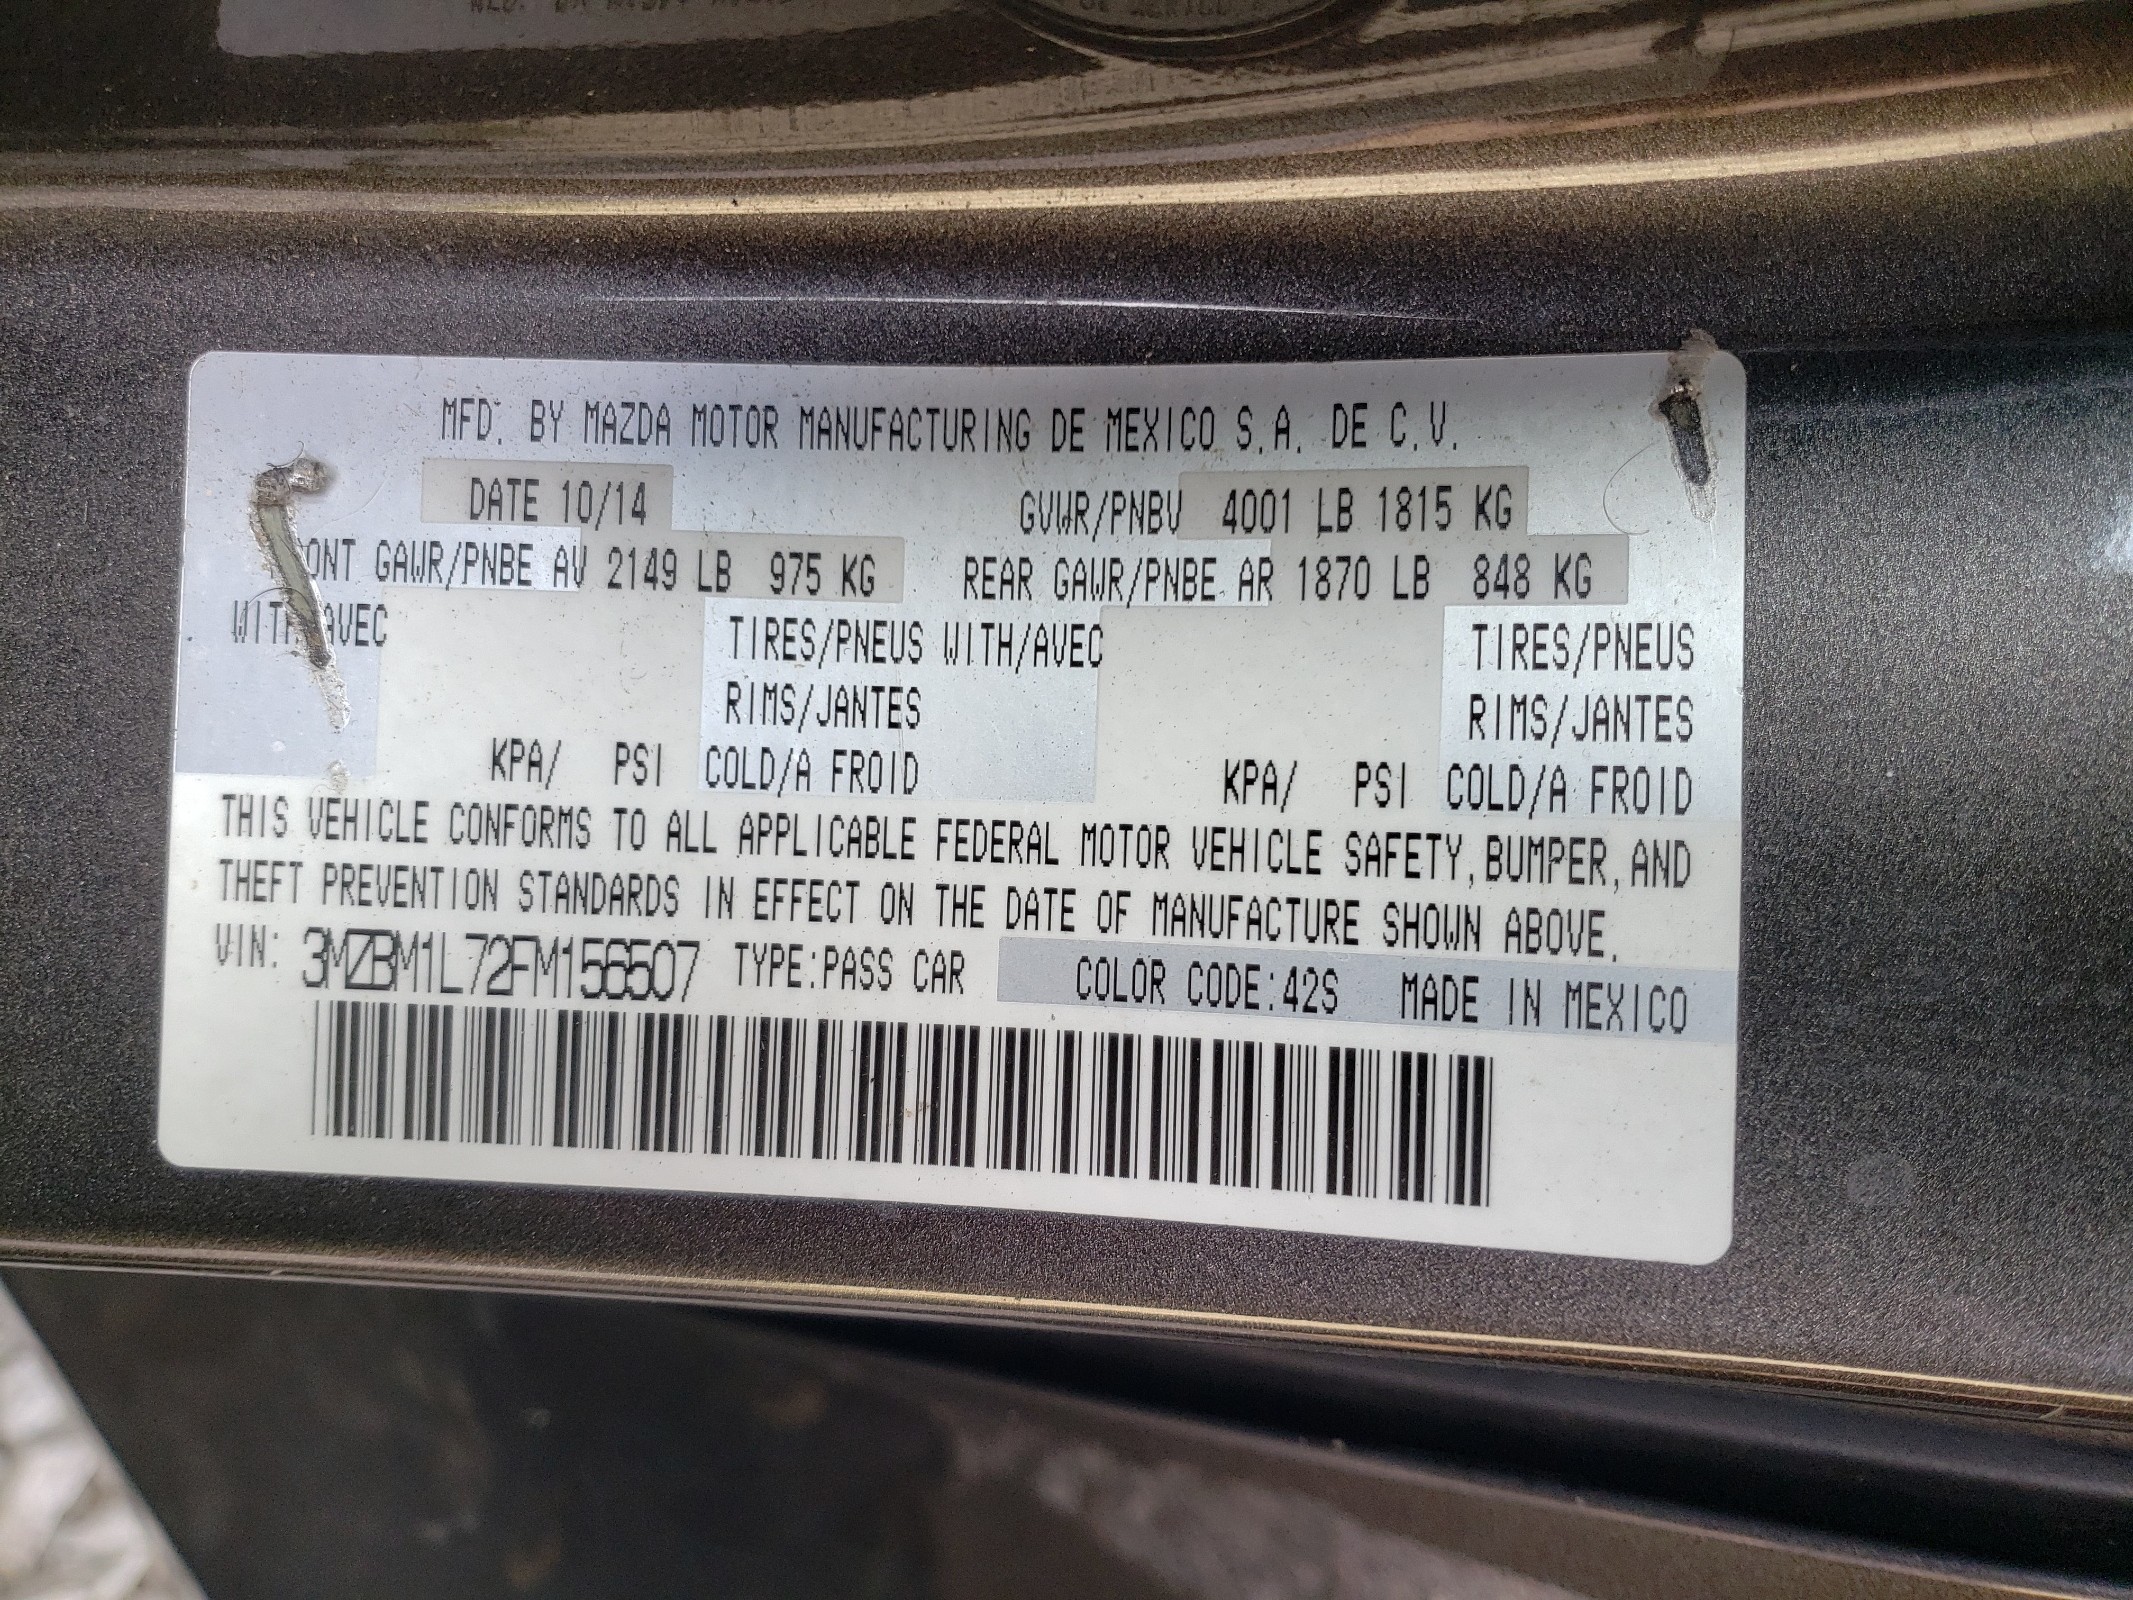 MFD. BY MAZDA MOTOR MANUFACTURING DE MEXICO S.A. DE C.V.
DATE 10/14 GVWR/PNBV 4001 LB 1815 KG
ONT GAWR/PNBE AV 2149 LB 975 KG REAR GAWR/PNBE AR 1870 LB 848 KG
WITH/AVEC TIRES/PNEUS WITH/AVEC TIRES/PNEUS
RIMS/JANTES RIMS/JANTES
KPA/ PSI COLD/A FROID KPA/ PSI COLD/A FROID
THIS VEHICLE CONFORMS TO ALL APPLICABLE FEDERAL MOTOR VEHICLE SAFETY, BUMPER, AND
THEFT PREVENTION STANDARDS IN EFFECT ON THE DATE OF MANUFACTURE SHOWN ABOVE.
VIN: 3MZBM1L72FM156507 TYPE:PASS CAR COLOR CODE:42S MADE IN MEXICO